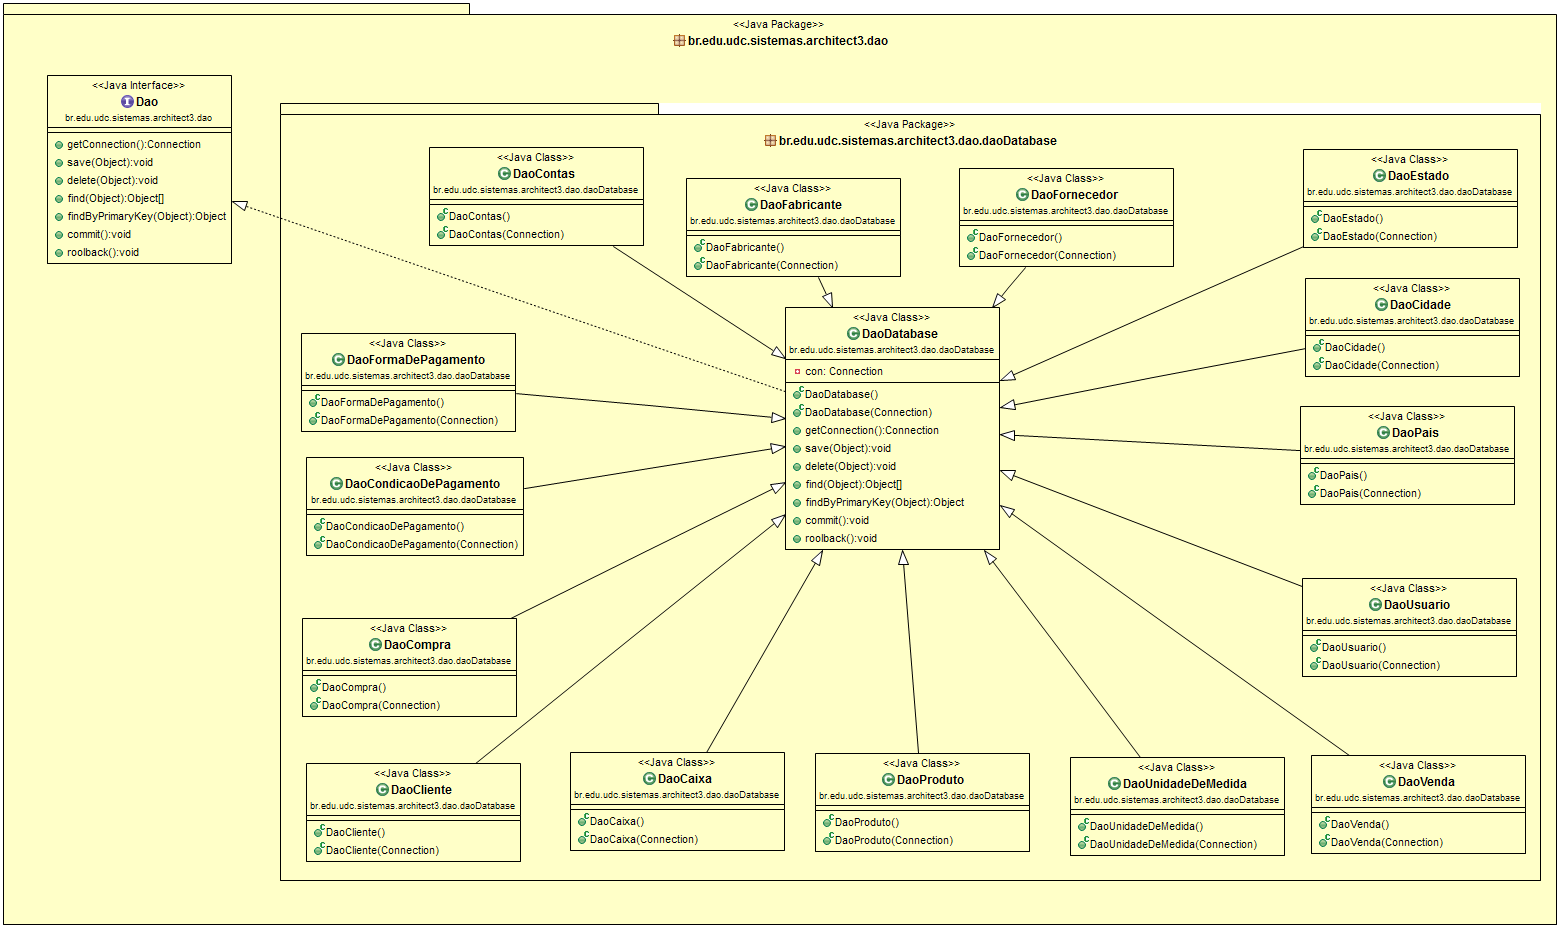 <<Java Package>>
br.edu.udc.sistemas.architect3.dao
<<Java Interface>>
Dao
br.edu.udc.sistemas.architect3.dao
getConnection():Connection
save(Object):void
delete(Object):void
find(Object):Object[]
findByPrimaryKey(Object):Object
commit():void
roolback():void
<<Java Package>>
br.edu.udc.sistemas.architect3.dao.daoDatabase
<<Java Class>>
DaoContas
br.edu.udc.sistemas.architect3.dao.daoDatabase
DaoContas()
DaoContas(Connection)
<<Java Class>>
DaoFabricante
br.edu.udc.sistemas.architect3.dao.daoDatabase
DaoFabricante()
DaoFabricante(Connection)
<<Java Class>>
DaoFornecedor
br.edu.udc.sistemas.architect3.dao.daoDatabase
DaoFornecedor()
DaoFornecedor(Connection)
<<Java Class>>
DaoEstado
br.edu.udc.sistemas.architect3.dao.daoDatabase
DaoEstado()
DaoEstado(Connection)
<<Java Class>>
DaoCidade
br.edu.udc.sistemas.architect3.dao.daoDatabase
DaoCidade()
DaoCidade(Connection)
<<Java Class>>
DaoDatabase
br.edu.udc.sistemas.architect3.dao.daoDatabase
con: Connection
DaoDatabase()
DaoDatabase(Connection)
getConnection():Connection
save(Object):void
delete(Object):void
find(Object):Object[]
findByPrimaryKey(Object):Object
commit():void
roolback():void
<<Java Class>>
DaoFormaDePagamento
br.edu.udc.sistemas.architect3.dao.daoDatabase
DaoFormaDePagamento()
DaoFormaDePagamento(Connection)
<<Java Class>>
DaoPais
br.edu.udc.sistemas.architect3.dao.daoDatabase
DaoPais()
DaoPais(Connection)
<<Java Class>>
DaoCondicaoDePagamento
br.edu.udc.sistemas.architect3.dao.daoDatabase
DaoCondicaoDePagamento()
DaoCondicaoDePagamento(Connection)
<<Java Class>>
DaoUsuario
br.edu.udc.sistemas.architect3.dao.daoDatabase
DaoUsuario()
DaoUsuario(Connection)
<<Java Class>>
DaoCompra
br.edu.udc.sistemas.architect3.dao.daoDatabase
DaoCompra()
DaoCompra(Connection)
<<Java Class>>
DaoCliente
br.edu.udc.sistemas.architect3.dao.daoDatabase
DaoCliente()
DaoCliente(Connection)
<<Java Class>>
DaoCaixa
br.edu.udc.sistemas.architect3.dao.daoDatabase
DaoCaixa()
DaoCaixa(Connection)
<<Java Class>>
DaoProduto
br.edu.udc.sistemas.architect3.dao.daoDatabase
DaoProduto()
DaoProduto(Connection)
<<Java Class>>
DaoUnidadeDeMedida
br.edu.udc.sistemas.architect3.dao.daoDatabase
DaoUnidadeDeMedida()
DaoUnidadeDeMedida(Connection)
<<Java Class>>
DaoVenda
br.edu.udc.sistemas.architect3.dao.daoDatabase
DaoVenda()
DaoVenda(Connection)